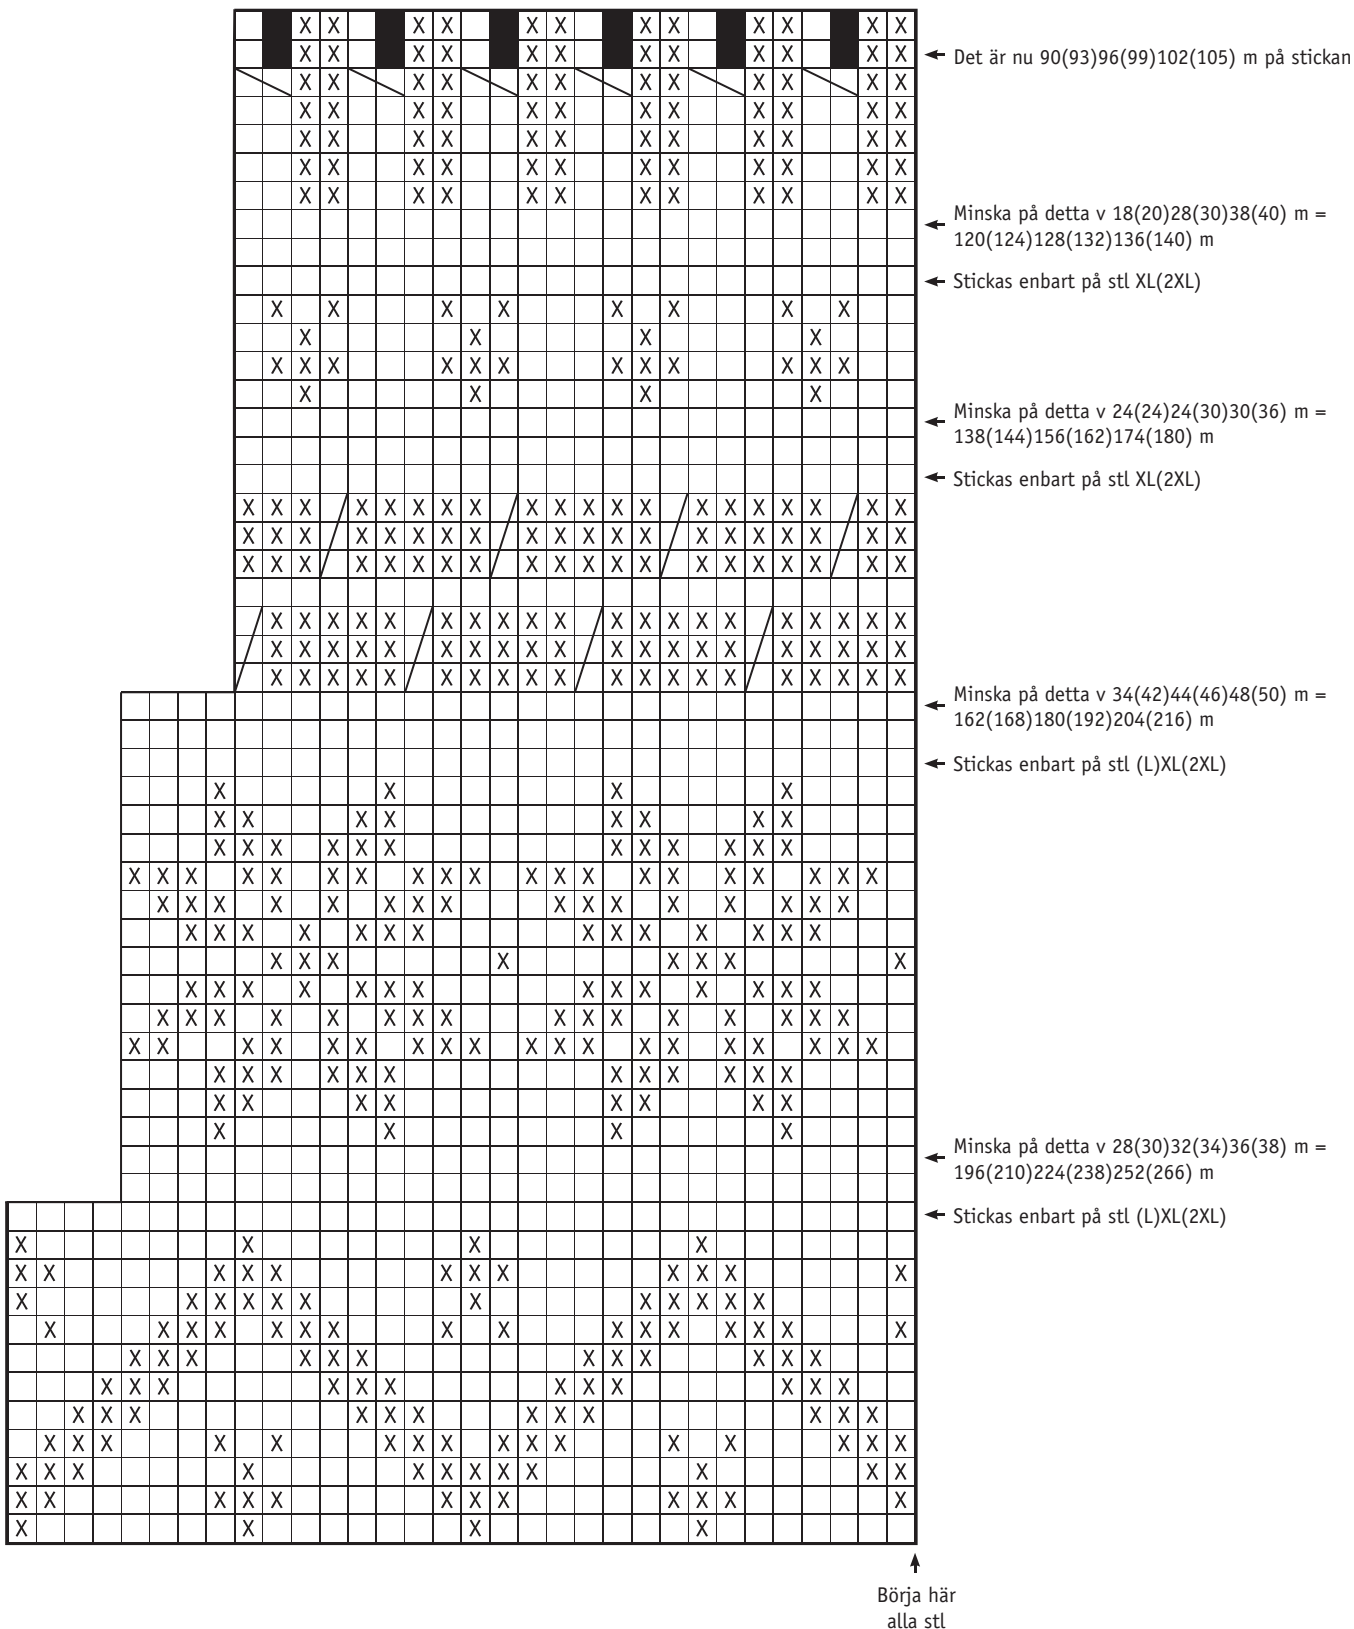 Det är nu 90(93)96(99)102(105) m på stickan
Minska på detta v 18(20)28(30)38(40) m =
120(124)128(132)136(140) m
Stickas enbart på stl XL(2XL)
Minska på detta v 24(24)24(30)30(36) m =
138(144)156(162)174(180) m
Stickas enbart på stl XL(2XL)
Minska på detta v 34(42)44(46)48(50) m =
162(168)180(192)204(216) m
Stickas enbart på stl (L)XL(2XL)
Minska på detta v 28(30)32(34)36(38) m =
196(210)224(238)252(266) m
Stickas enbart på stl (L)XL(2XL)
Börja här
alla stl